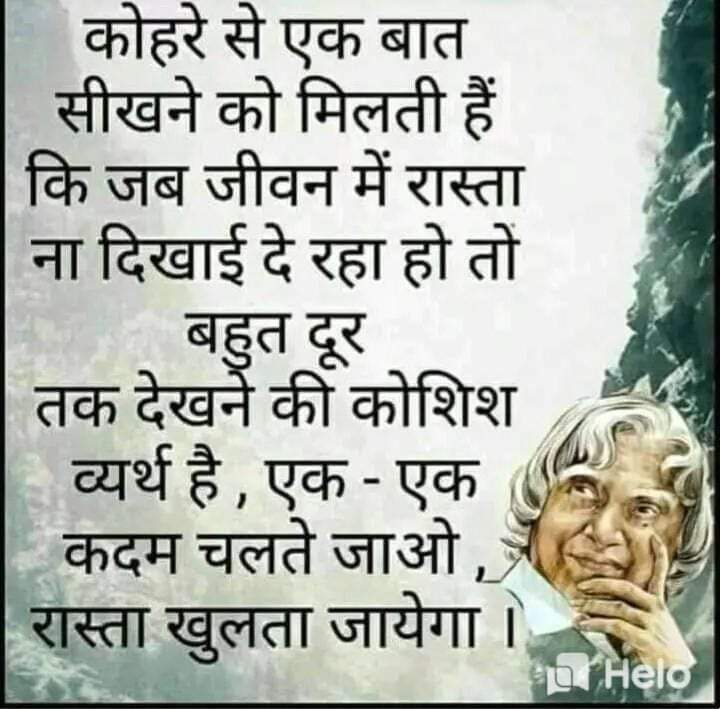 कोहरे से एक बात
सीखने को मिलती हैं
कि जब जीवन में रास्ता
ना दिखाई दे रहा हो तो
बहुत दूर
तक देखने की कोशिश
व्यर्थ है , एक - एक
कदम चलते जाओ ,
रास्ता खुलता जायेगा ।
Helo